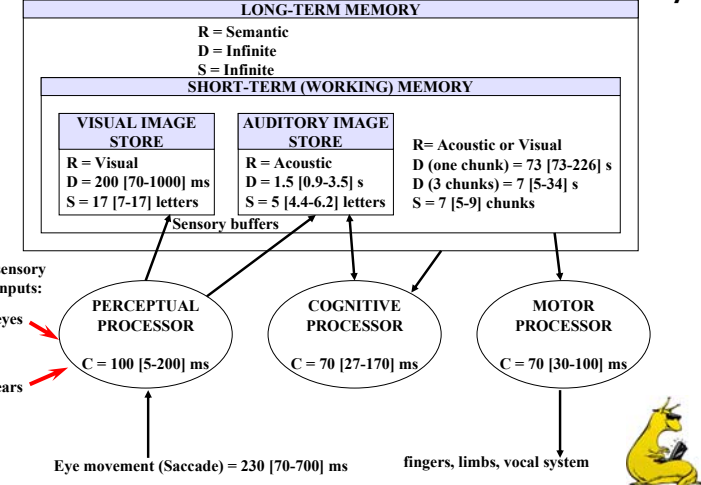 LONG-TERM MEMORY
R = Semantic
D = Infinite
S = Infinite
SHORT-TERM (WORKING) MEMORY
VISUAL IMAGE
STORE
R = Visual
D = 200 [70-1000] ms
S = 17 [7-17] letters
AUDITORY IMAGE
STORE
R = Acoustic
D = 1.5 [0.9-3.5] s
S = 5 [4.4-6.2] letters
R= Acoustic or Visual
D (one chunk) = 73 [73-226] s
D (3 chunks) = 7 [5-34] s
S = 7 [5-9] chunks
Sensory buffers
sensory
inputs:
eyes
ears
PERCEPTUAL
PROCESSOR
C = 100 [5-200] ms
COGNITIVE
PROCESSOR
C = 70 [27-170] ms
MOTOR
PROCESSOR
C = 70 [30-100] ms
Eye movement (Saccade) = 230 [70-700] ms
fingers, limbs, vocal system